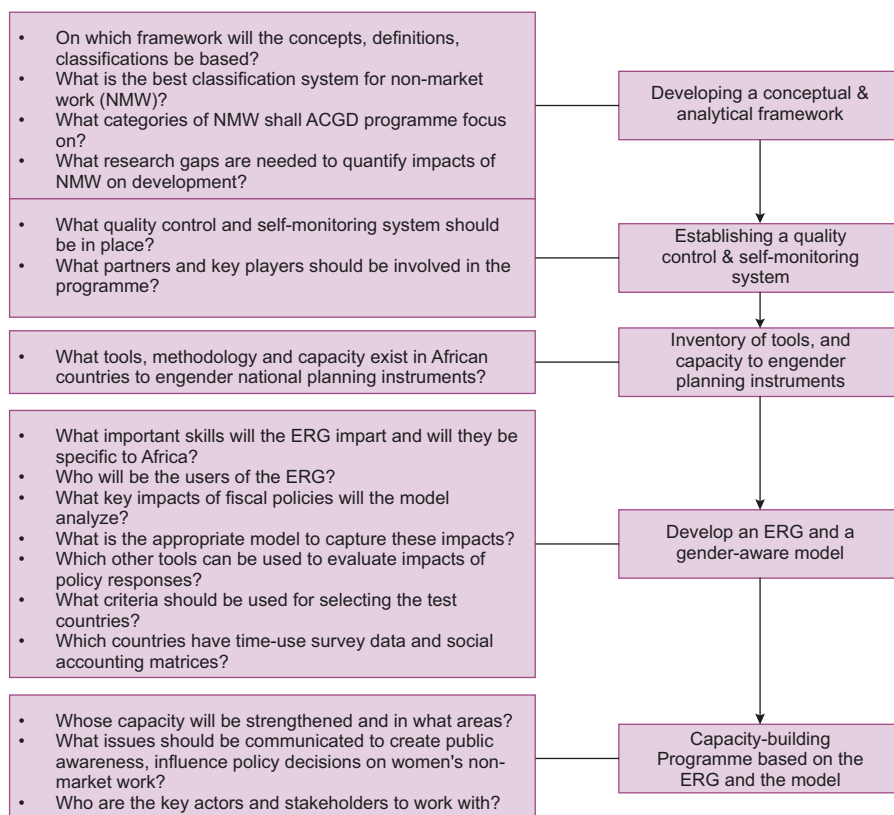 • On which framework will the concepts, definitions,
classifications be based?
• What is the best classification system for non-market
work (NMW)?
• What categories of NMW shall ACGD programme focus
on?
• What research gaps are needed to quantify impacts of
NMW on development?
Developing a conceptual &
analytical framework
• What quality control and self-monitoring system should
be in place?
• What partners and key players should be involved in the
programme?
Establishing a quality
control & self-monitoring
system
• What tools, methodology and capacity exist in African
countries to engender national planning instruments?
Inventory of tools, and
capacity to engender
planning instruments
• What important skills will the ERG impart and will they be
specific to Africa?
• Who will be the users of the ERG?
• What key impacts of fiscal policies will the model
analyze?
• What is the appropriate model to capture these impacts?
• Which other tools can be used to evaluate impacts of
policy responses?
• What criteria should be used for selecting the test
countries?
• Which countries have time-use survey data and social
accounting matrices?
Develop an ERG and a
gender-aware model
• Whose capacity will be strengthened and in what areas?
• What issues should be communicated to create public
awareness, influence policy decisions on women's non-
market work?
• Who are the key actors and stakeholders to work with?
Capacity-building
Programme based on the
ERG and the model